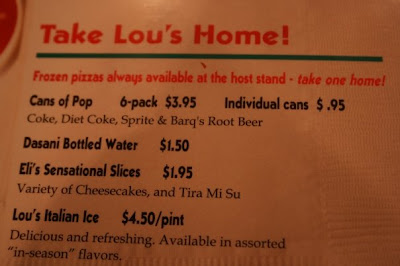 Take Lou's Home!
Frozen pizzas always available at the host stand - take one home!
Cans of Pop 6-pack $3.95 Individual cans $ .95
Coke, Diet Coke, Sprite & Barq's Root Beer
Dasani Bottled Water $1.50
Eli's Sensational Slices $1.95
Variety of Cheesecakes, and Tira Mi Su
Lou's Italian Ice $4.50/pint
Delicious and refreshing. Available in assorted
"in-season" flavors.